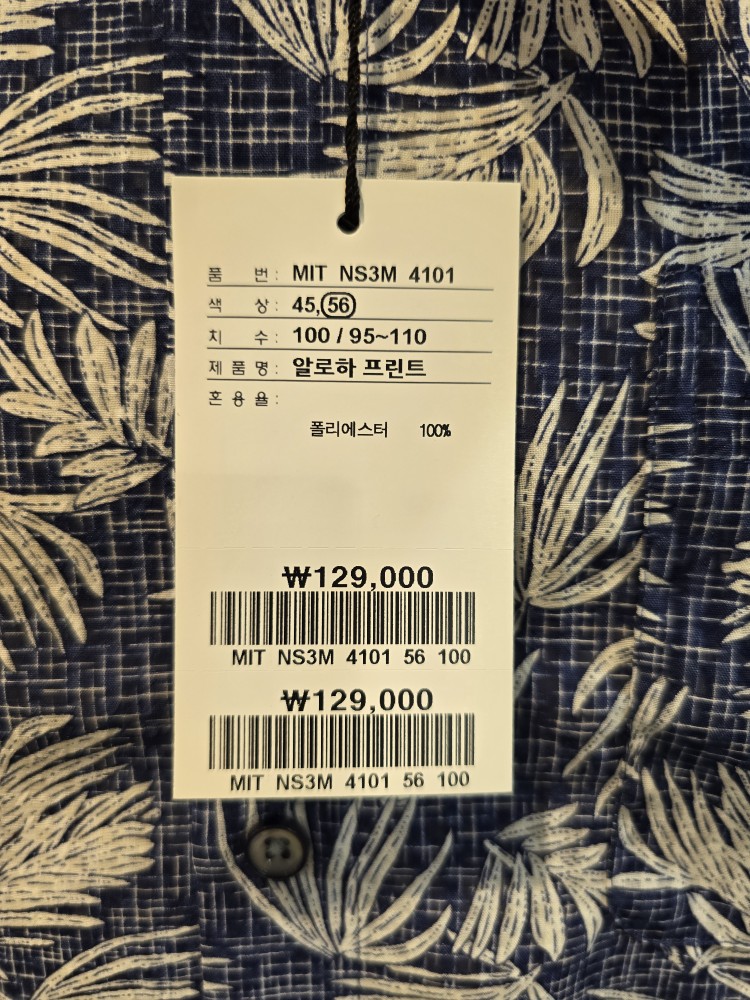 품 번 : MIT NS3M 4101
색 상 : 45,56
치 수 : 100 / 95~110
제 품 명 : 알로하 프린트
혼 용 율 :
폴리에스터 100%
₩129,000
MIT NS3M 4101 56 100
₩129,000
MIT NS3M 4101 56 100